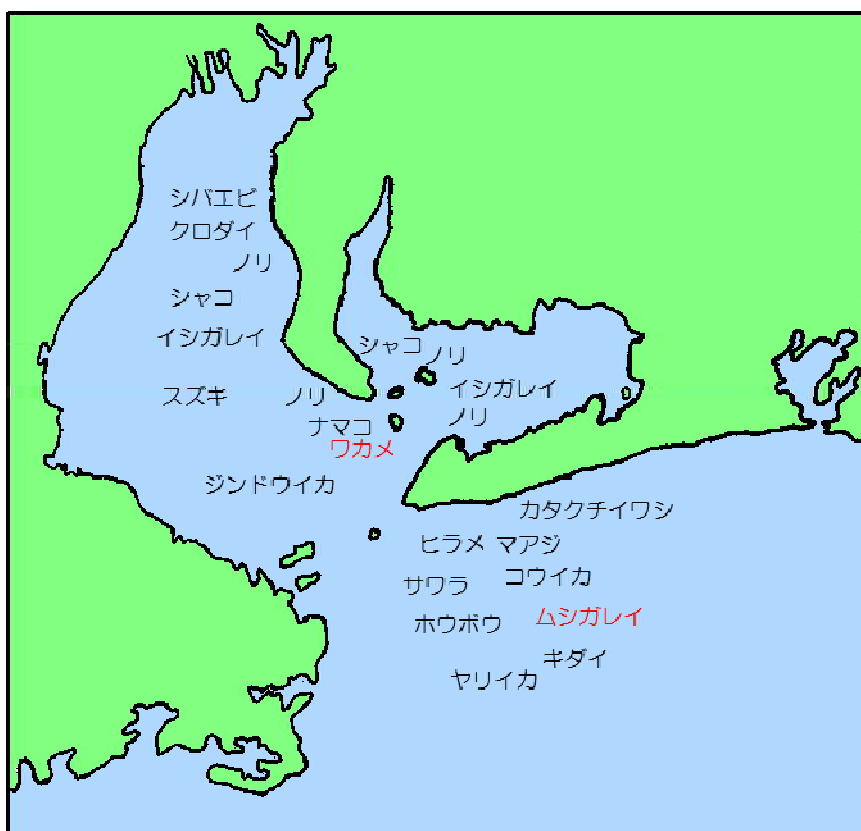 シバエビ
クロダイ
ノリ
シャコ
イシガレイ
シャコ
ノリ
スズキ
ノリ
イシガレイ
ナマコ
ノリ
ワカメ
ジンドウイカ
カタクチイワシ
ヒラメ マアジ
サワラ
コウイカ
ホウボウ
ムシガレイ
キダイ
ヤリイカ